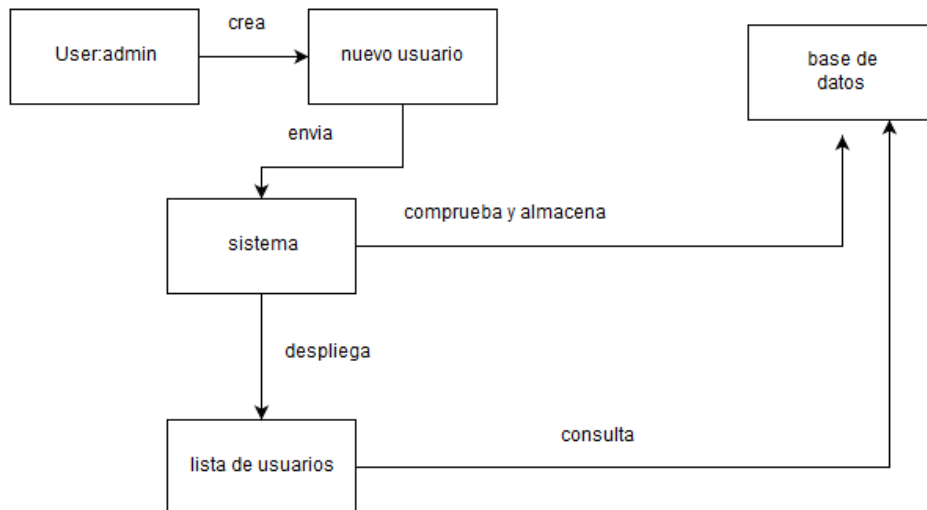 crea
User:admin
nuevo usuario
base de
datos
envia
comprueba y almacena
sistema
despliega
consulta
lista de usuarios